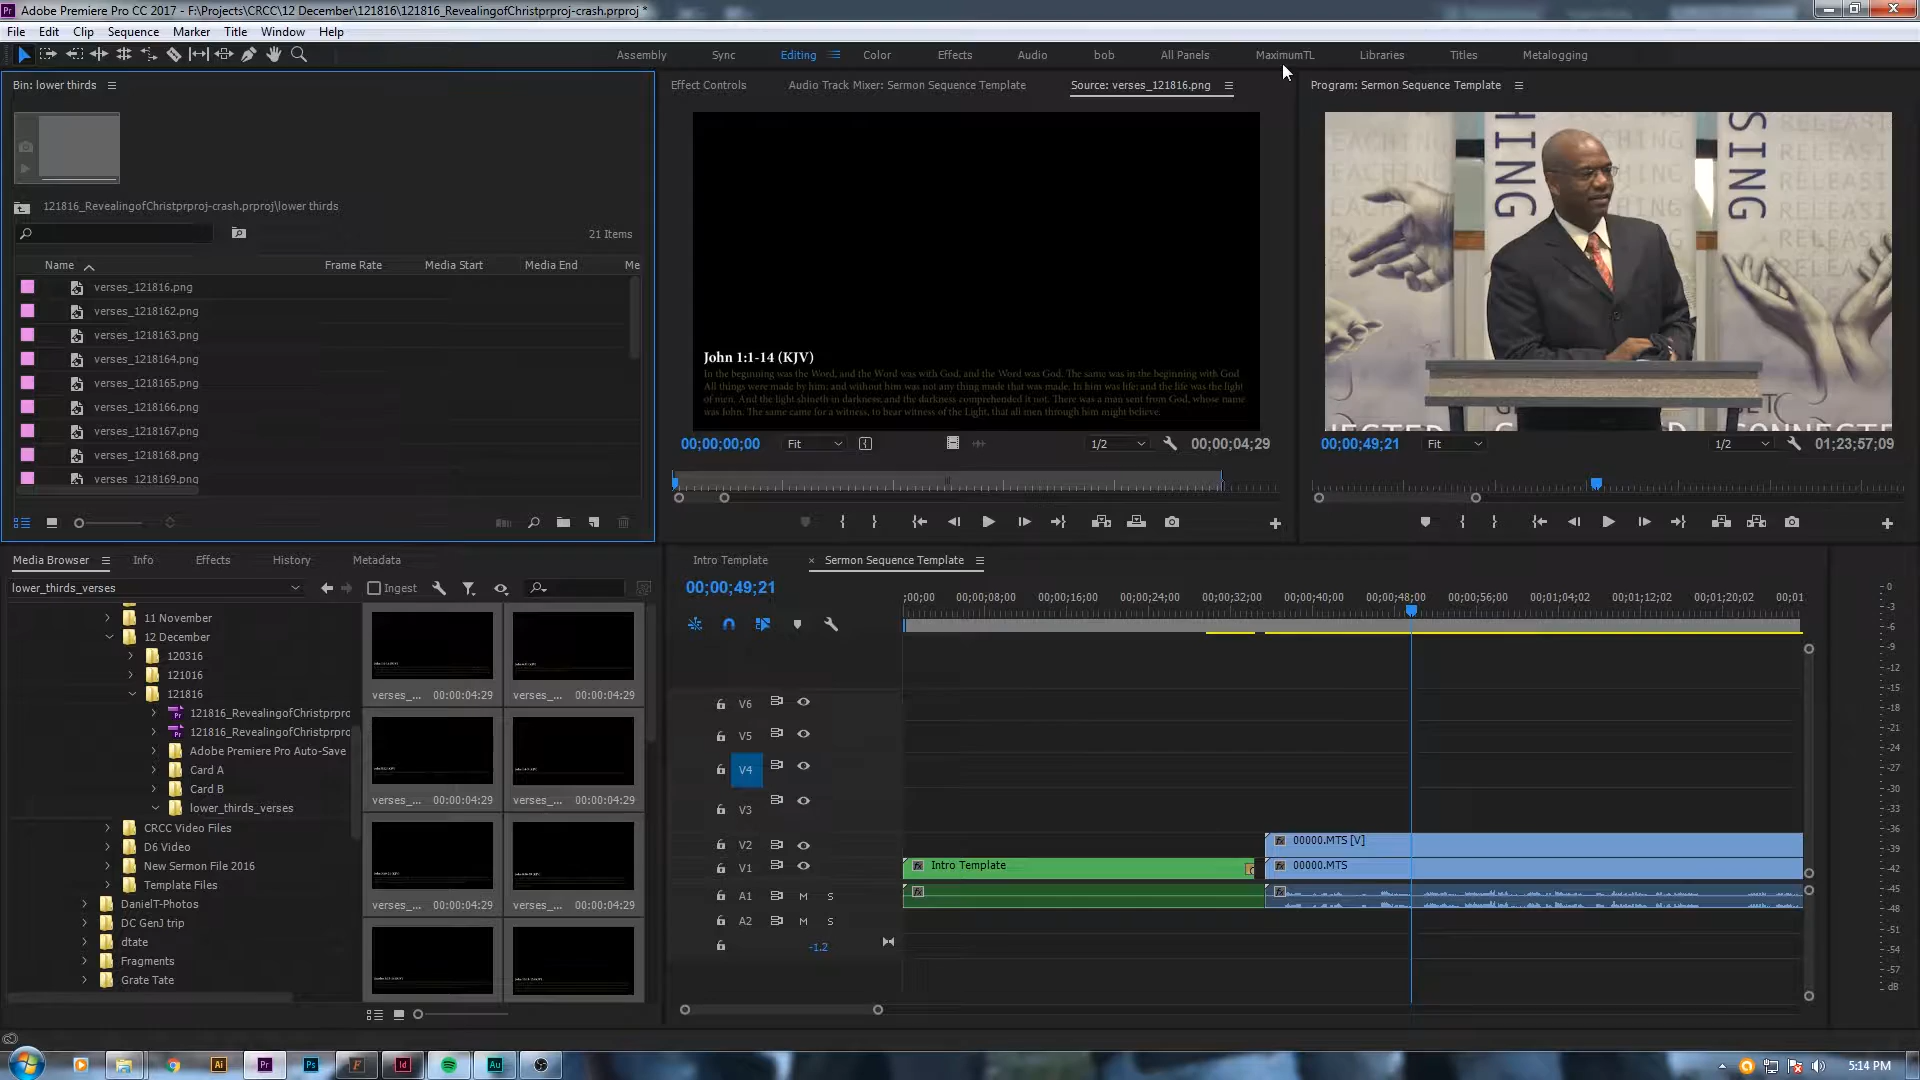 Adobe Premiere Pro CC 2017 - F:\Projects\CRCC\12 December\121816\121816_RevealingofChristprproj-crash.prproj *
File Edit Clip Sequence Marker Title Window Help
Assembly Sync Editing Color Effects Audio bob All Panels MaximumTL Libraries Titles Metalogging
Bin: lower thirds
121816_RevealingofChristprproj-crash.prproj\lower thirds
21 Items
Name Frame Rate Media Start Media End Me
verses_121816.png
verses_1218162.png
verses_1218163.png
verses_1218164.png
verses_1218165.png
verses_1218166.png
verses_1218167.png
verses_1218168.png
verses_1218169.png
Effect Controls Audio Track Mixer: Sermon Sequence Template Source: verses_121816.png
John 1:1-14 (KJV)
In the beginning was the Word, and the Word was with God, and the Word was God. The same was in the beginning with God
All things were made by him; and without him was not any thing made that was made. In him was life; and the life was the light
of men. And the light shineth in darkness; and the darkness comprehended it not. There was a man sent from God, whose name
was John. The same came for a witness, to bear witness of the Light, that all men through him might believe.
00;00;00;00 Fit 1/2 00;00;04;29
Program: Sermon Sequence Template
HING
SING
RELEASI
00;00;49;21 Fit 1/2 01;23;57;09
Media Browser Info Effects History Metadata
lower_thirds_verses
Ingest
11 November
12 December
120316
121016
121816
121816_RevealingofChristprpro
121816_RevealingofChristprpro
Adobe Premiere Pro Auto-Save
Card A
Card B
lower_thirds_verses
CRCC Video Files
D6 Video
New Sermon File 2016
Template Files
DanielT-Photos
DC GenJ trip
dtate
Fragments
Grate Tate
verses_... 00:00:04:29 verses_... 00:00:04:29
verses_... 00:00:04:29 verses_... 00:00:04:29
verses_... 00:00:04:29 verses_... 00:00:04:29
Intro Template × Sermon Sequence Template
00;00;49;21
;00;00 00;00;08;00 00;00;16;00 00;00;24;00 00;00;32;00 00;00;40;00 00;00;48;00 00;00;56;00 00;01;04;02 00;01;12;02 00;01;20;02 00;01
V6
V5
V4
V3
V2 00000.MTS [V]
V1 Intro Template 00000.MTS
A1 M S
A2 M S
-1.2
0
-3
-6
-9
-12
-15
-18
-21
-24
-27
-30
-33
-36
-39
-42
-45
-48
-51
-54
-57
dB
Ai Pr Ps F Id Au
5:14 PM